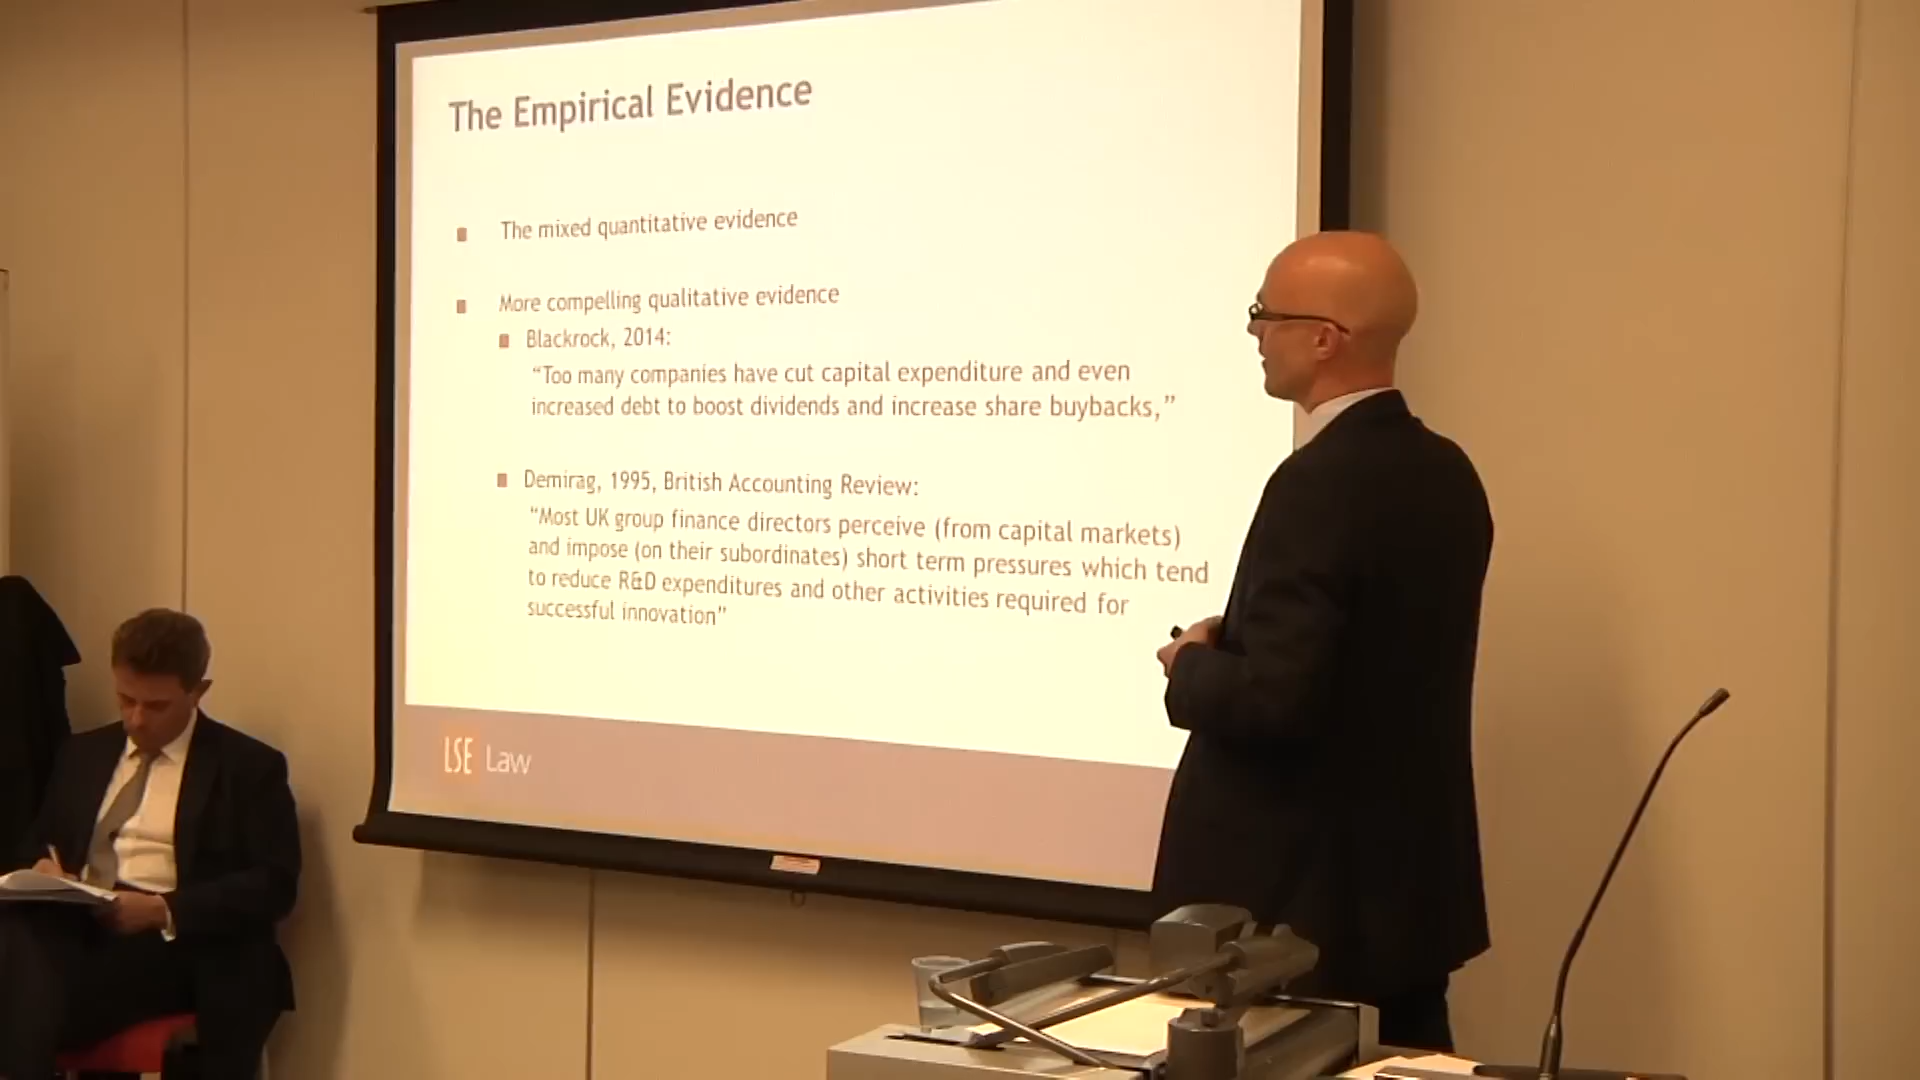 The Empirical Evidence
The mixed quantitative evidence
More compelling qualitative evidence
Blackrock, 2014:
“Too many companies have cut capital expenditure and even
increased debt to boost dividends and increase share buybacks,”
Demirag, 1995, British Accounting Review:
“Most UK group finance directors perceive (from capital markets)
and impose (on their subordinates) short term pressures which tend
to reduce R&D expenditures and other activities required for
successful innovation”
LSE Law